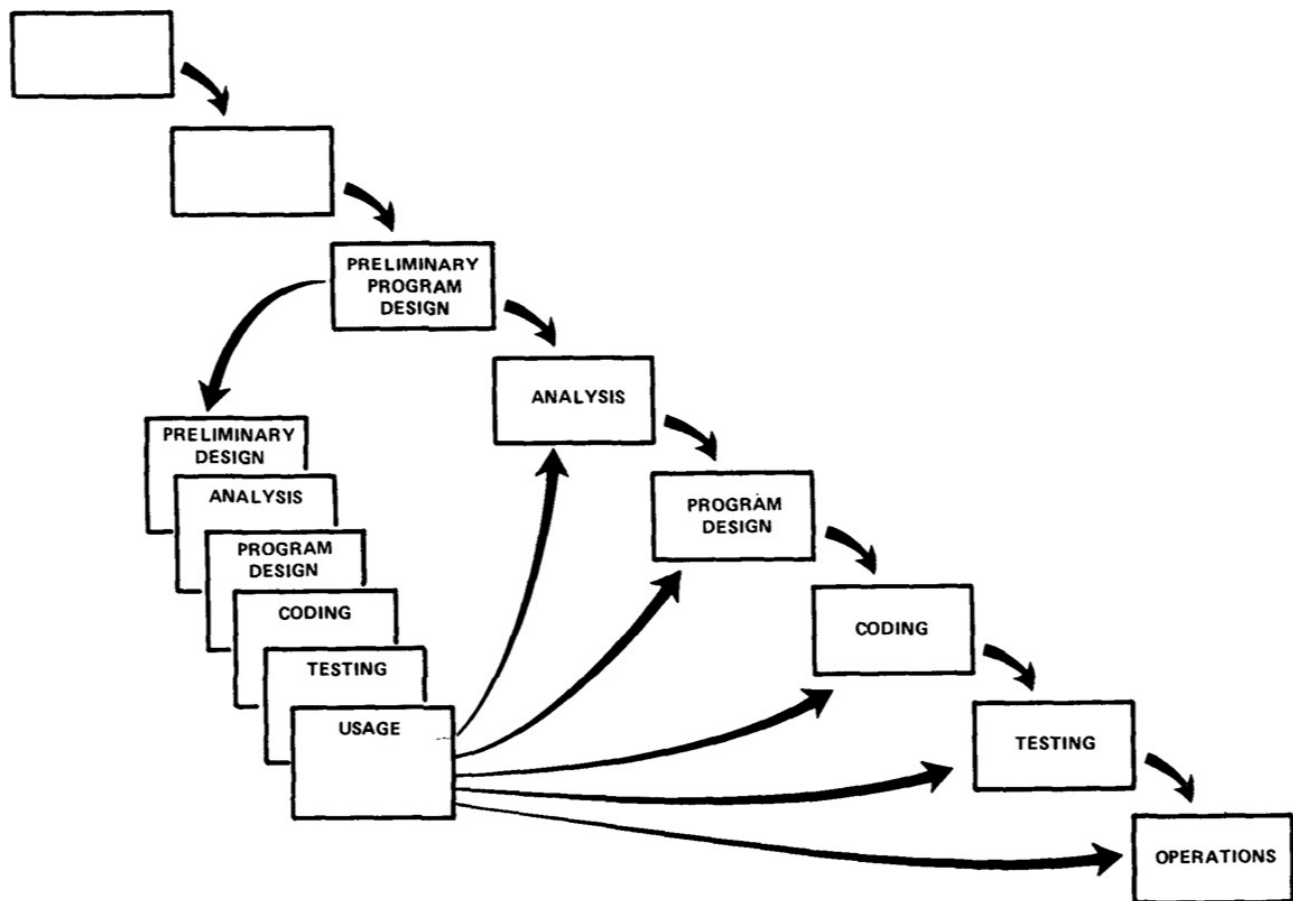 PRELIMINARY
PROGRAM
DESIGN
ANALYSIS
PROGRAM
DESIGN
CODING
TESTING
OPERATIONS
PRELIMINARY
DESIGN
ANALYSIS
PROGRAM
DESIGN
CODING
TESTING
USAGE